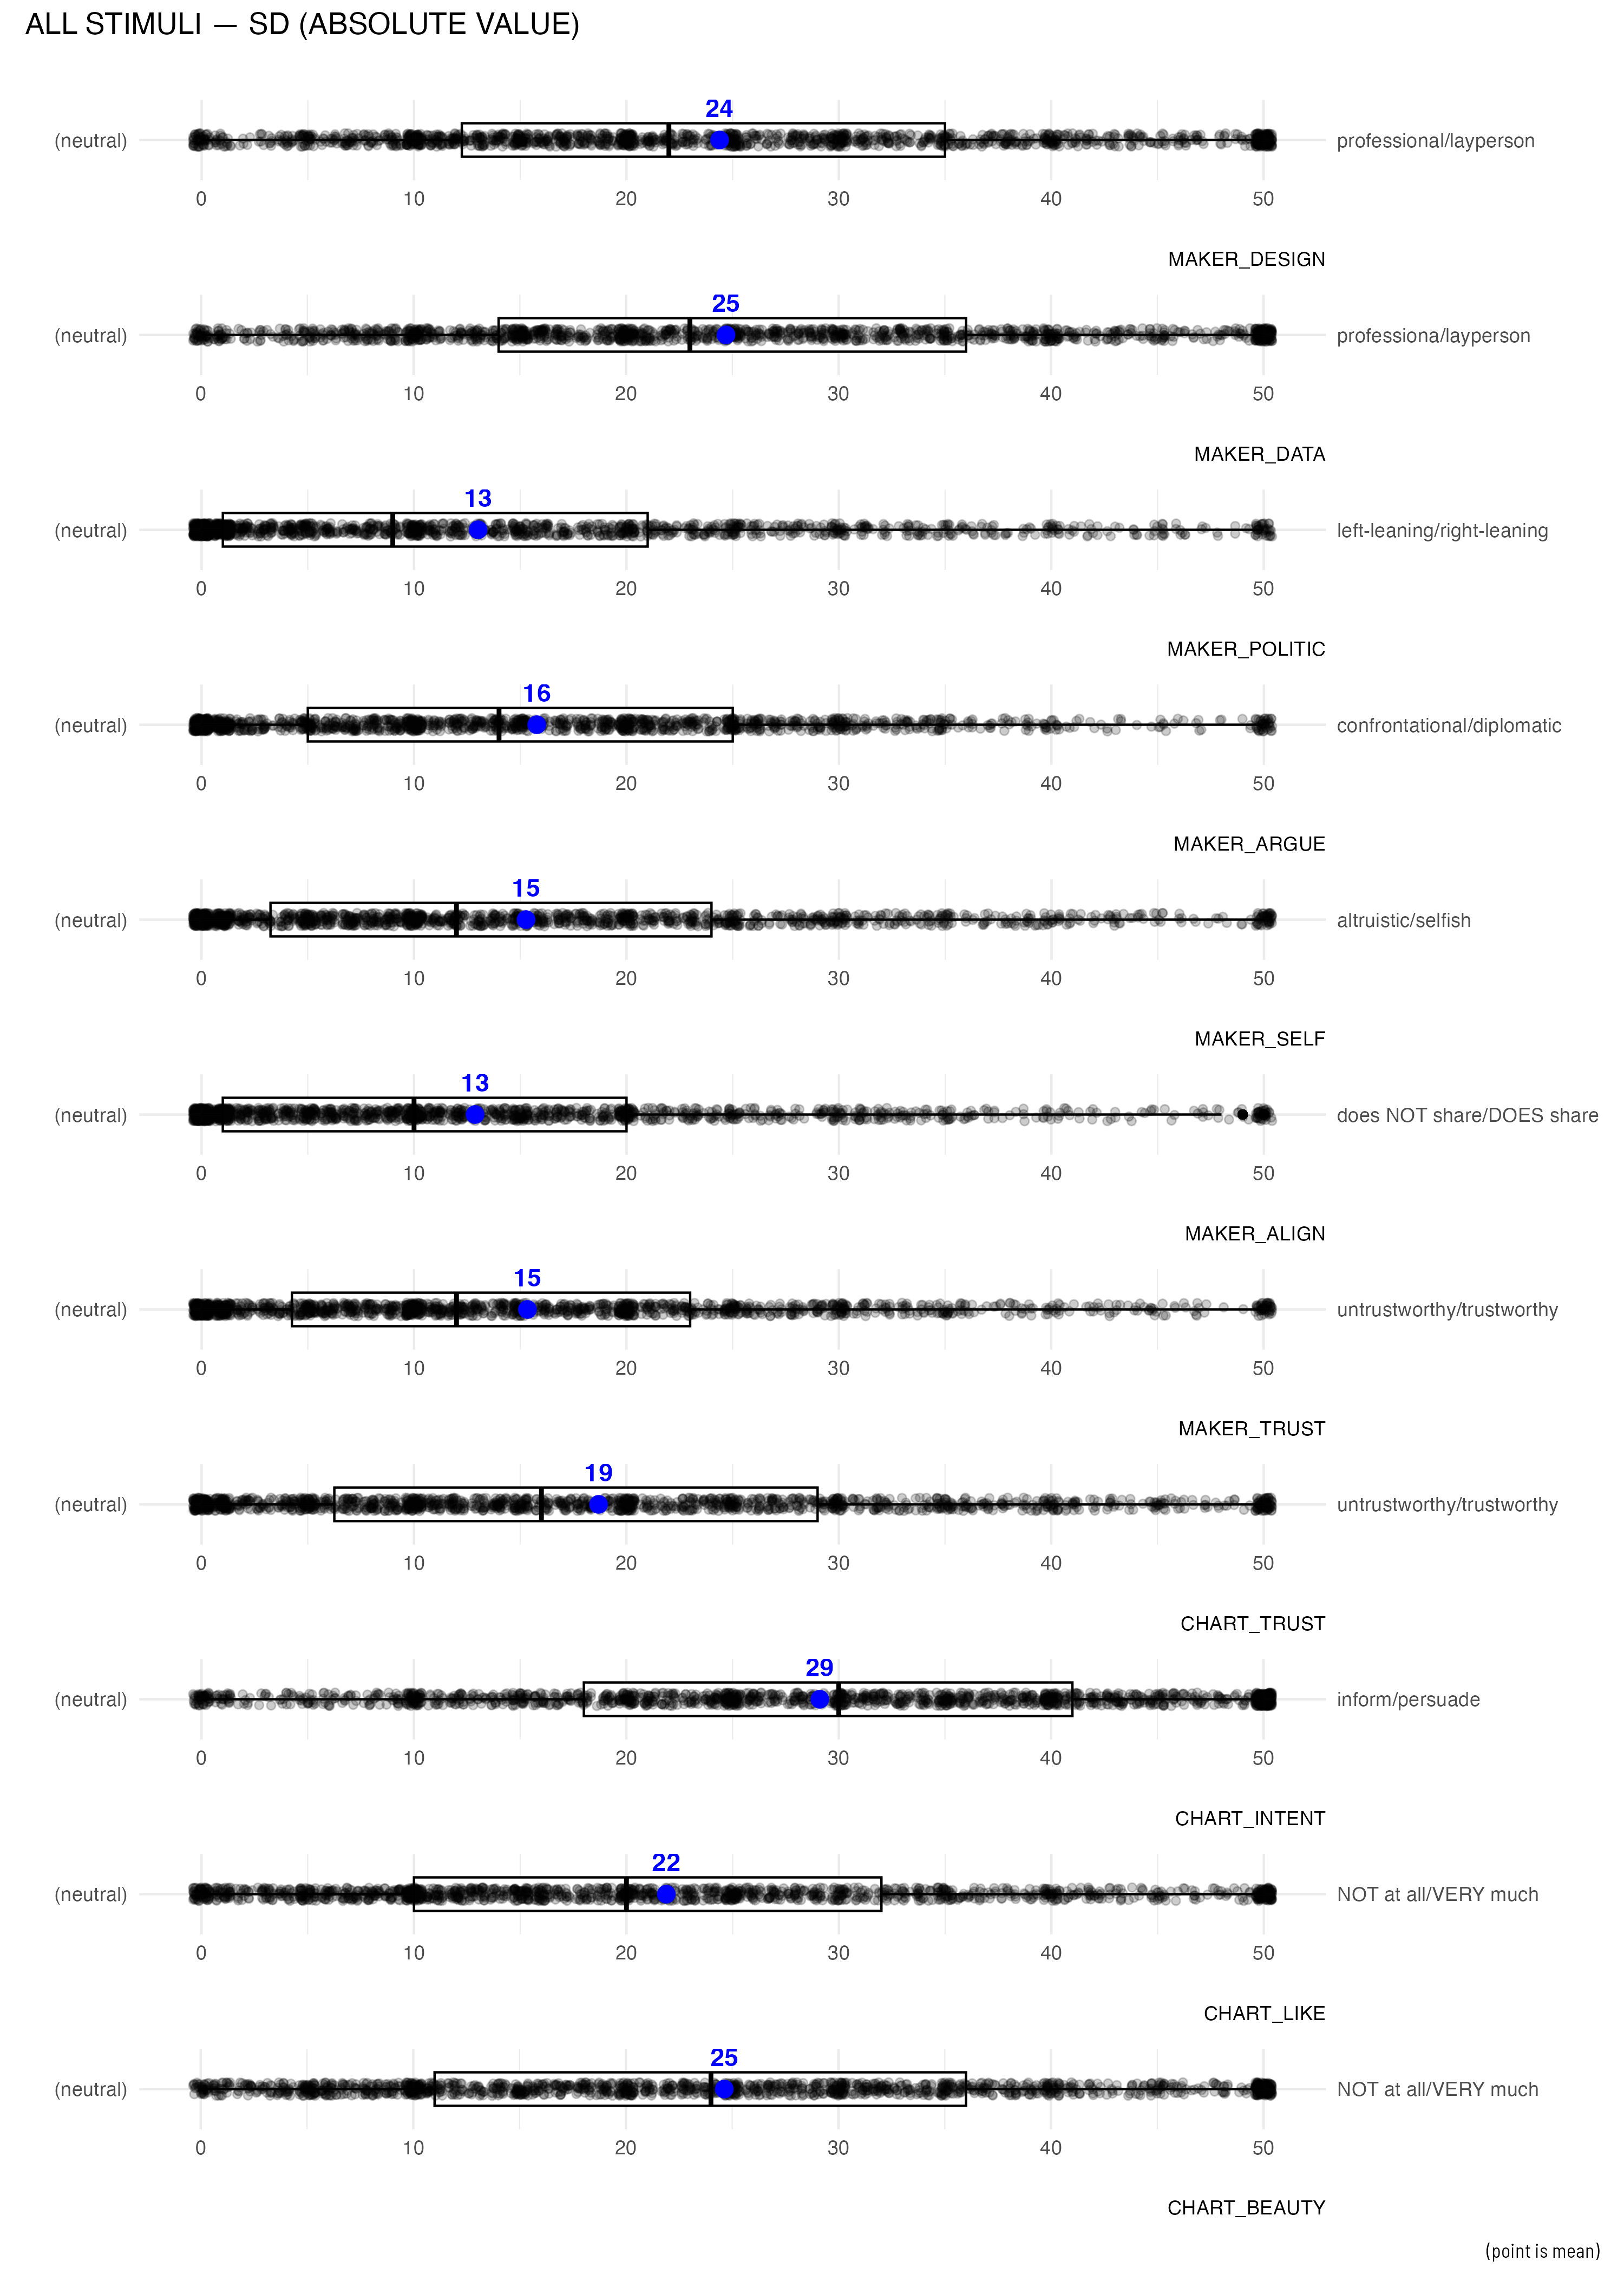 ALL STIMULI — SD (ABSOLUTE VALUE)
24
(neutral) professional/layperson
0 10 20 30 40 50
MAKER_DESIGN
25
(neutral) professiona/layperson
0 10 20 30 40 50
MAKER_DATA
13
(neutral) left-leaning/right-leaning
0 10 20 30 40 50
MAKER_POLITIC
16
(neutral) confrontational/diplomatic
0 10 20 30 40 50
MAKER_ARGUE
15
(neutral) altruistic/selfish
0 10 20 30 40 50
MAKER_SELF
13
(neutral) does NOT share/DOES share
0 10 20 30 40 50
MAKER_ALIGN
15
(neutral) untrustworthy/trustworthy
0 10 20 30 40 50
MAKER_TRUST
19
(neutral) untrustworthy/trustworthy
0 10 20 30 40 50
CHART_TRUST
29
(neutral) inform/persuade
0 10 20 30 40 50
CHART_INTENT
22
(neutral) NOT at all/VERY much
0 10 20 30 40 50
CHART_LIKE
25
(neutral) NOT at all/VERY much
0 10 20 30 40 50
CHART_BEAUTY
(point is mean)